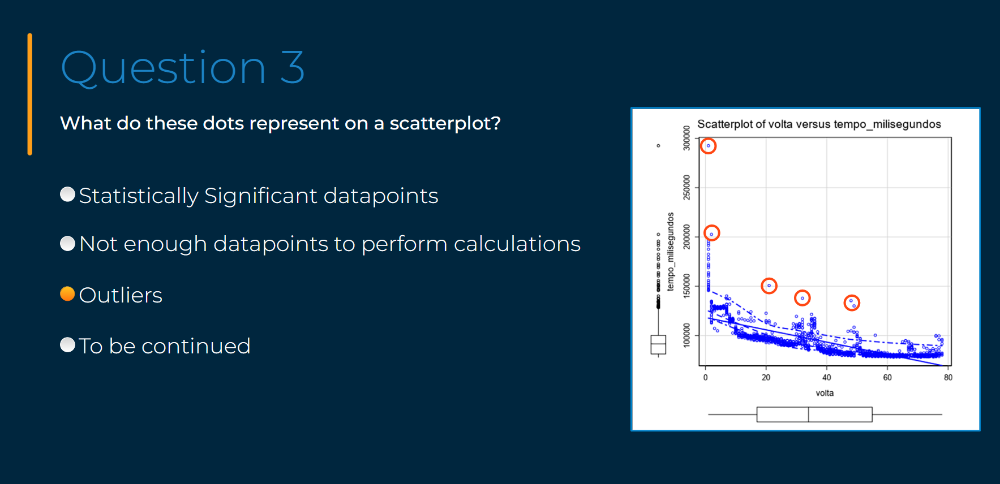 Question 3
What do these dots represent on a scatterplot?
Statistically Significant datapoints
Not enough datapoints to perform calculations
Outliers
To be continued
Scatterplot of volta versus tempo_milisegundos
tempo_milisegundos
300000
250000
200000
150000
100000
0 20 40 60 80
volta